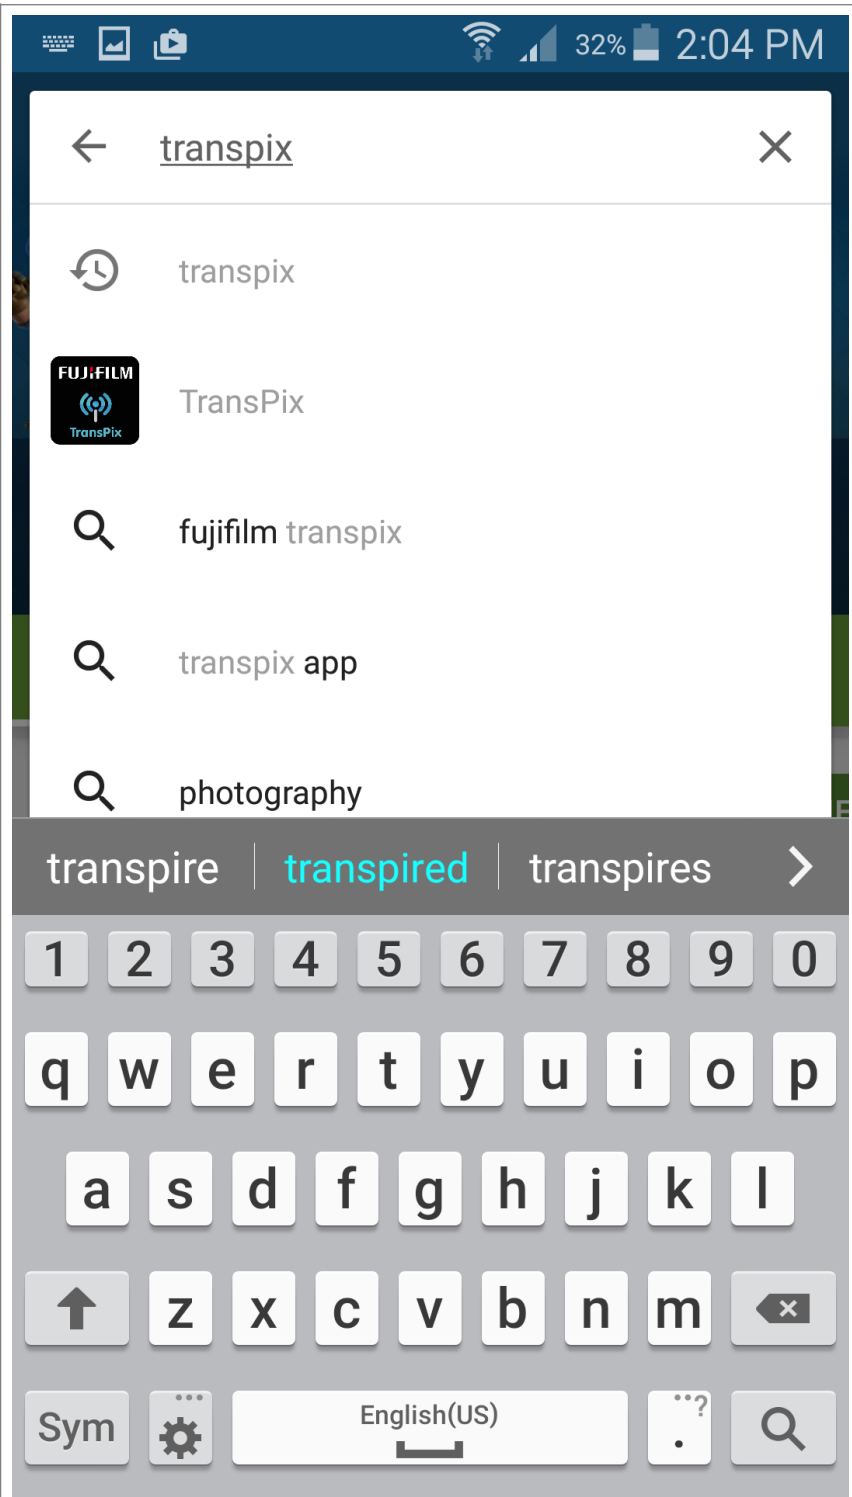 32% 2:04 PM
transpix
transpix
FUJIFILM
TransPix
TransPix
fujifilm transpix
transpix app
photography
transpire transpired transpires
1 2 3 4 5 6 7 8 9 0
q w e r t y u i o p
a s d f g h j k l
z x c v b n m
Sym English(US) . ?